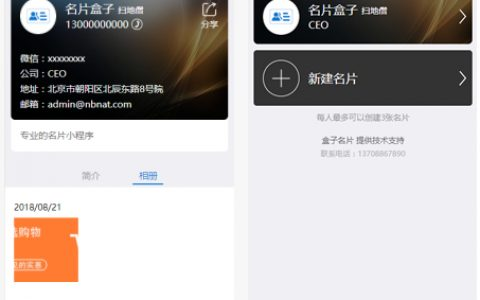 名片盒子 扫地僧
13000000000
分享
微信：xxxxxxxx
公司：CEO
地址：北京市朝阳区北辰东路8号院
邮箱：admin@nbnat.com
专业的名片小程序
简介
相册
2018/08/21
购物
的实惠
名片盒子 扫地僧
CEO
新建名片
每人最多可以创建3张名片
盒子名片 提供技术支持
联系电话：13708867890